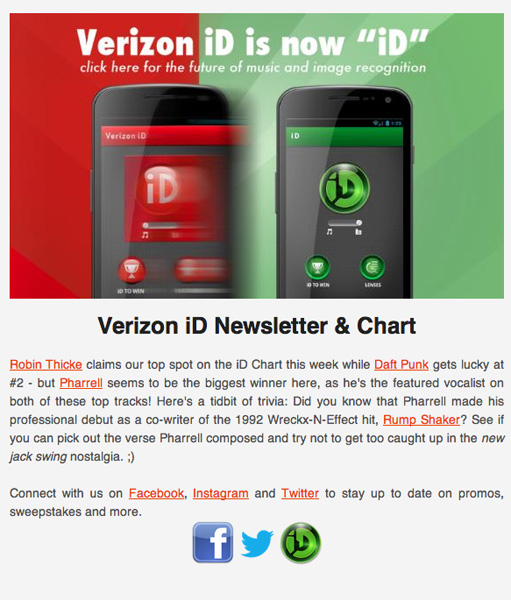 Verizon iD is now “iD”
click here for the future of music and image recognition
Verizon iD
iD
iD
iD
iD TO WIN
iD TO WIN
LENSES
Verizon iD Newsletter & Chart
Robin Thicke claims our top spot on the iD Chart this week while Daft Punk gets lucky at
#2 - but Pharrell seems to be the biggest winner here, as he's the featured vocalist on
both of these top tracks! Here's a tidbit of trivia: Did you know that Pharrell made his
professional debut as a co-writer of the 1992 Wreckx-N-Effect hit, Rump Shaker? See if
you can pick out the verse Pharrell composed and try not to get too caught up in the new
jack swing nostalgia. ;)
Connect with us on Facebook, Instagram and Twitter to stay up to date on promos,
sweepstakes and more.
f
iD